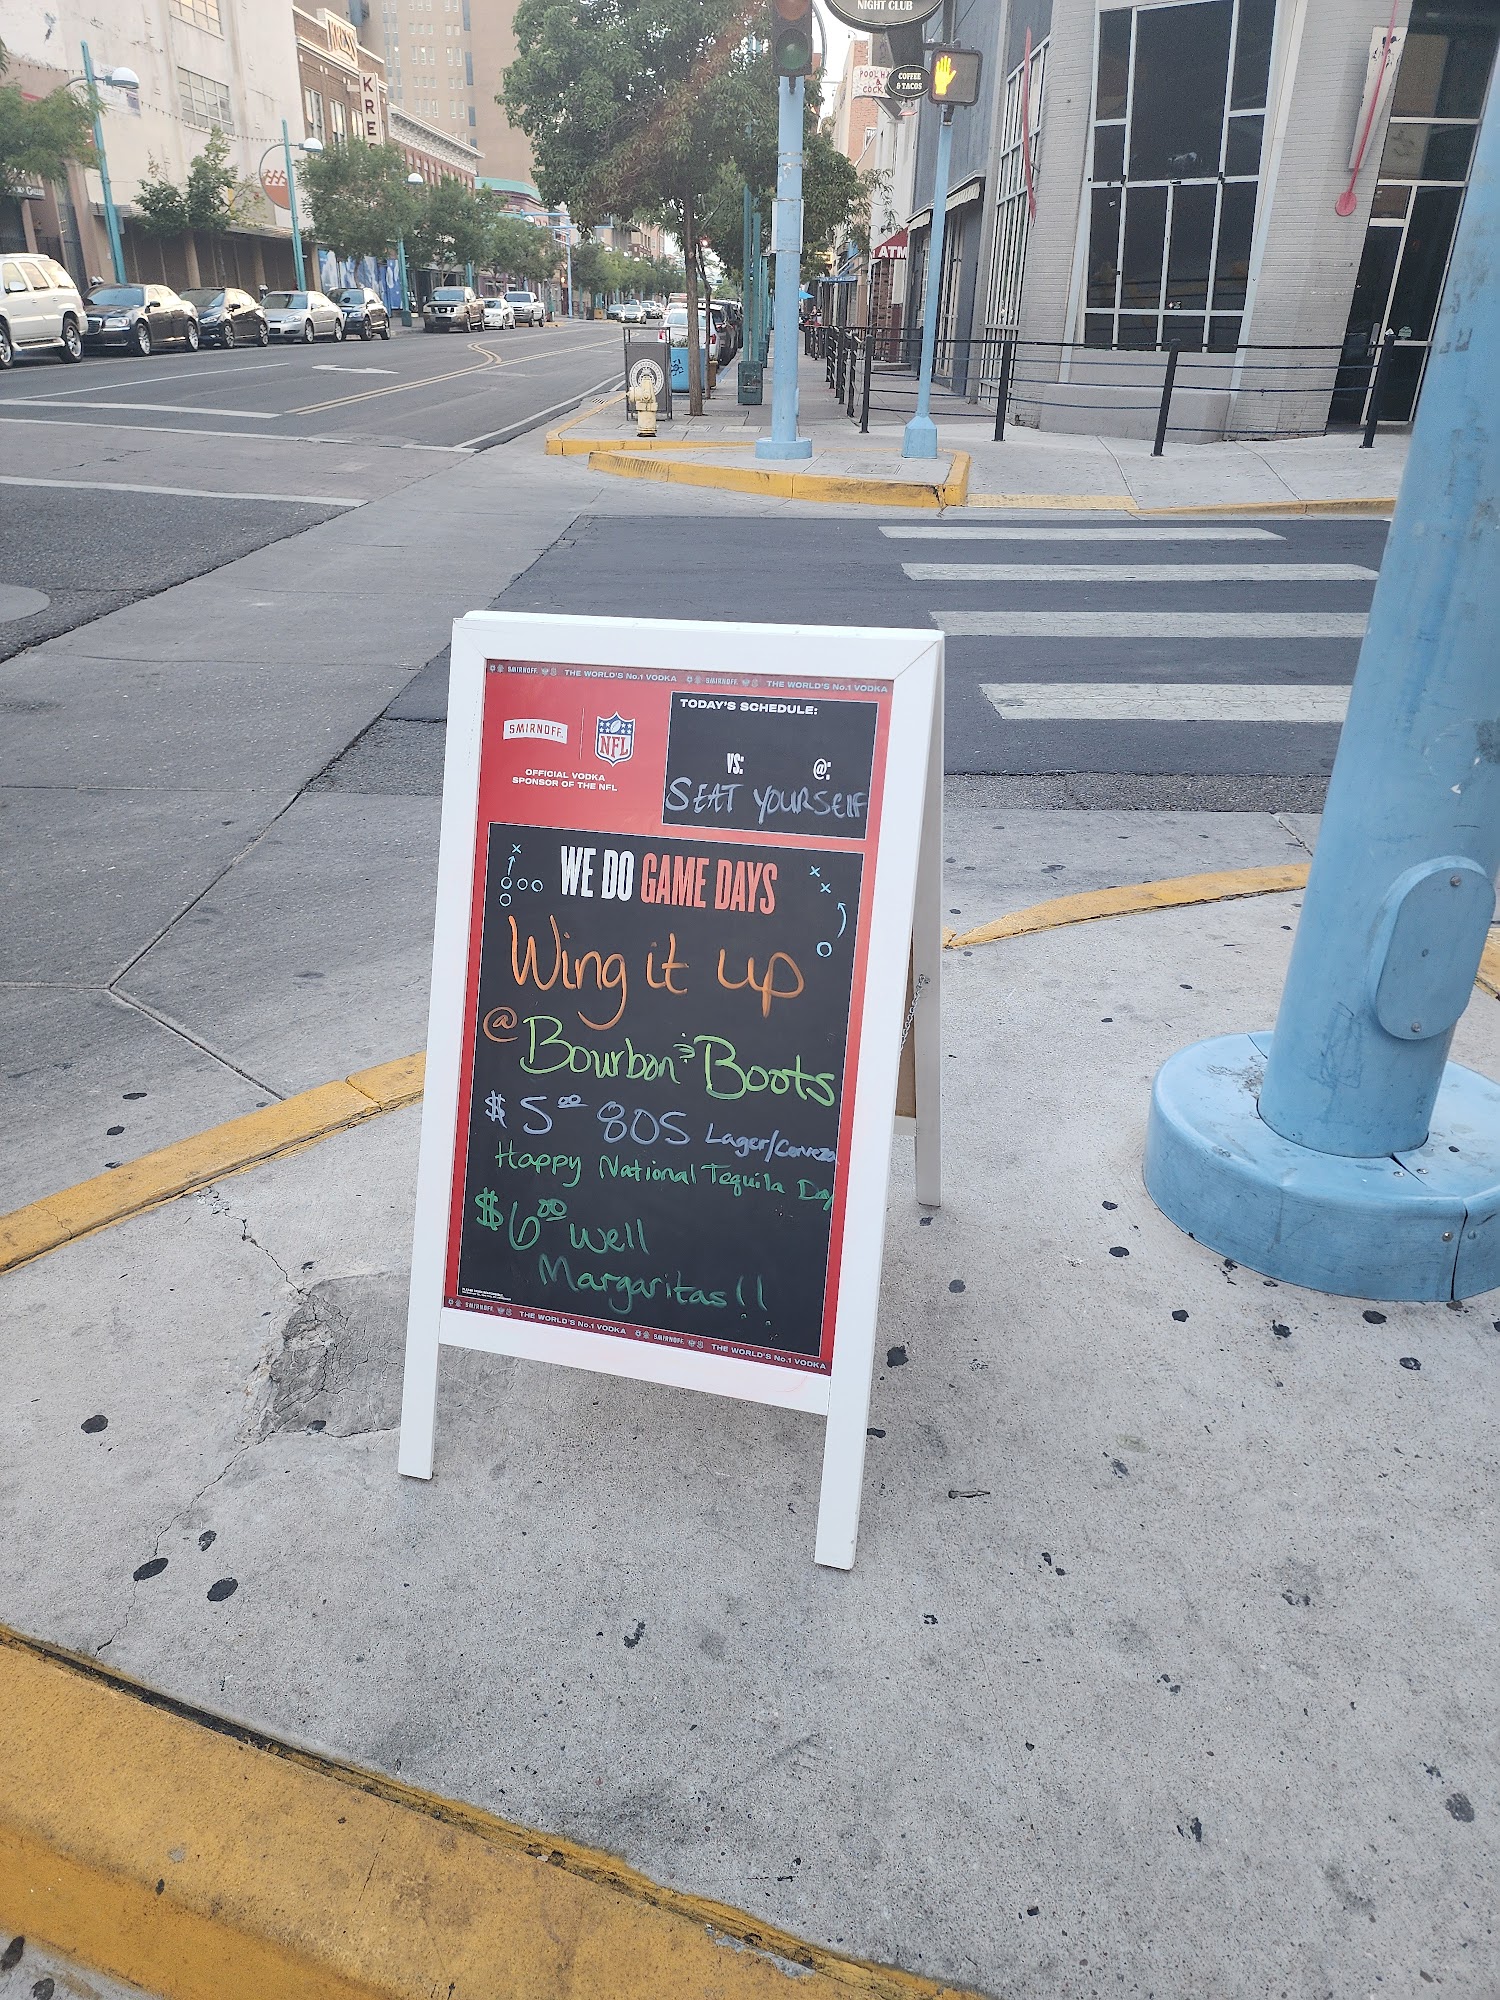 NIGHT CLUB
KRESS
KRE
COFFEE
& TACOS
POOL
ATM
SMIRNOFF. THE WORLD'S No.1 VODKA SMIRNOFF. THE WORLD'S No.1 VODKA
SMIRNOFF. NFL
OFFICIAL VODKA
SPONSOR OF THE NFL
TODAY'S SCHEDULE:
VS: @:
SEAT YOURSELF
WE DO GAME DAYS
Wing it up
@ Bourbon & Boots
$5.00 805 Lager/Cerveza
Happy National Tequila Day
$6.00 Well
Margaritas!!
SMIRNOFF. THE WORLD'S No.1 VODKA SMIRNOFF. THE WORLD'S No.1 VODKA